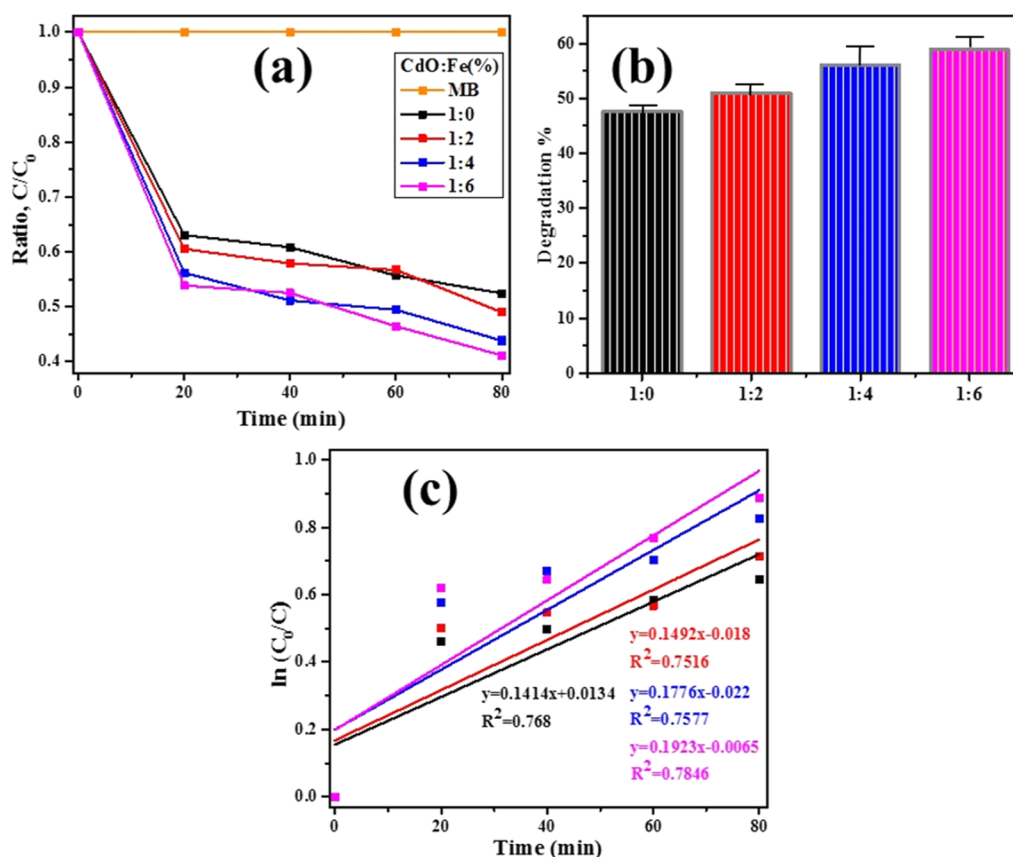 (a)
Ratio, C/C₀
1.0
0.9
0.8
0.7
0.6
0.5
0.4
CdO:Fe(%)
MB
1:0
1:2
1:4
1:6
0 20 40 60 80
Time (min)
(b)
Degradation %
60
50
40
30
20
10
0
1:0 1:2 1:4 1:6
(c)
ln (C₀/C)
1.0
0.8
0.6
0.4
0.2
0.0
y=0.1492x-0.018
R²=0.7516
y=0.1414x+0.0134
R²=0.768
y=0.1776x-0.022
R²=0.7577
y=0.1923x-0.0065
R²=0.7846
0 20 40 60 80
Time (min)